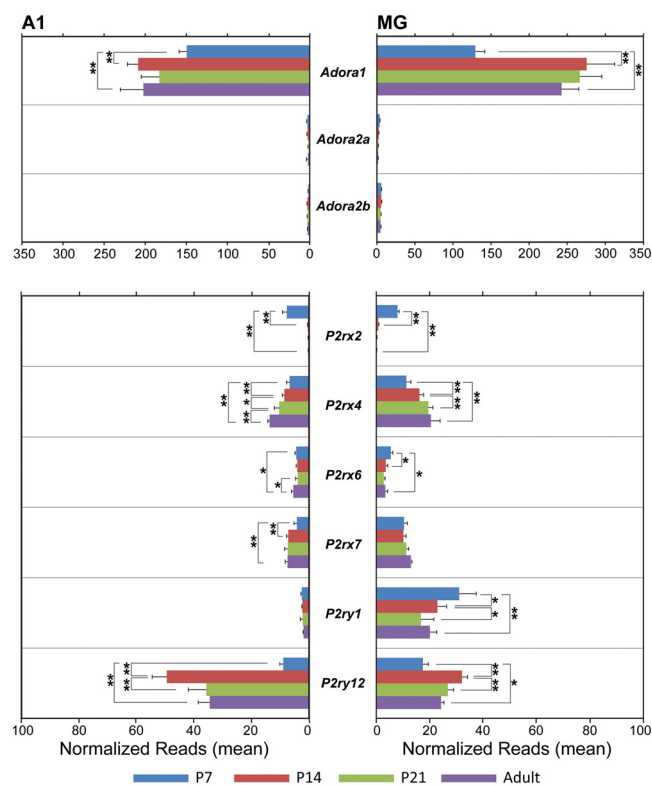 A1 MG
Adora1
Adora2a
Adora2b
350 300 250 200 150 100 50 0 0 50 100 150 200 250 300 350
P2rx2
P2rx4
P2rx6
P2rx7
P2ry1
P2ry12
100 80 60 40 20 0 0 20 40 60 80 100
Normalized Reads (mean) Normalized Reads (mean)
P7 P14 P21 Adult